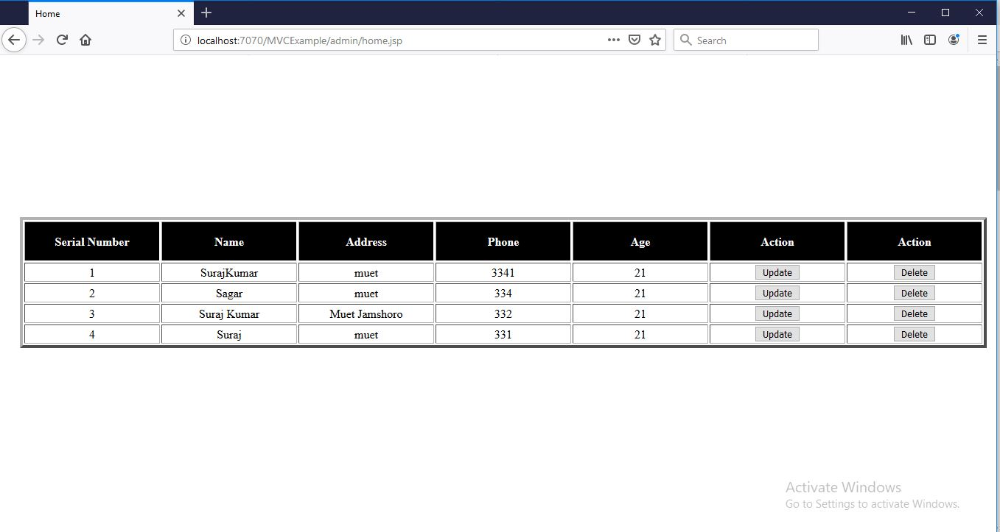 Home
localhost:7070/MVCExample/admin/home.jsp
Search
Serial Number Name Address Phone Age Action Action
1 SurajKumar muet 3341 21 Update Delete
2 Sagar muet 334 21 Update Delete
3 Suraj Kumar Muet Jamshoro 332 21 Update Delete
4 Suraj muet 331 21 Update Delete
Activate Windows
Go to Settings to activate Windows.